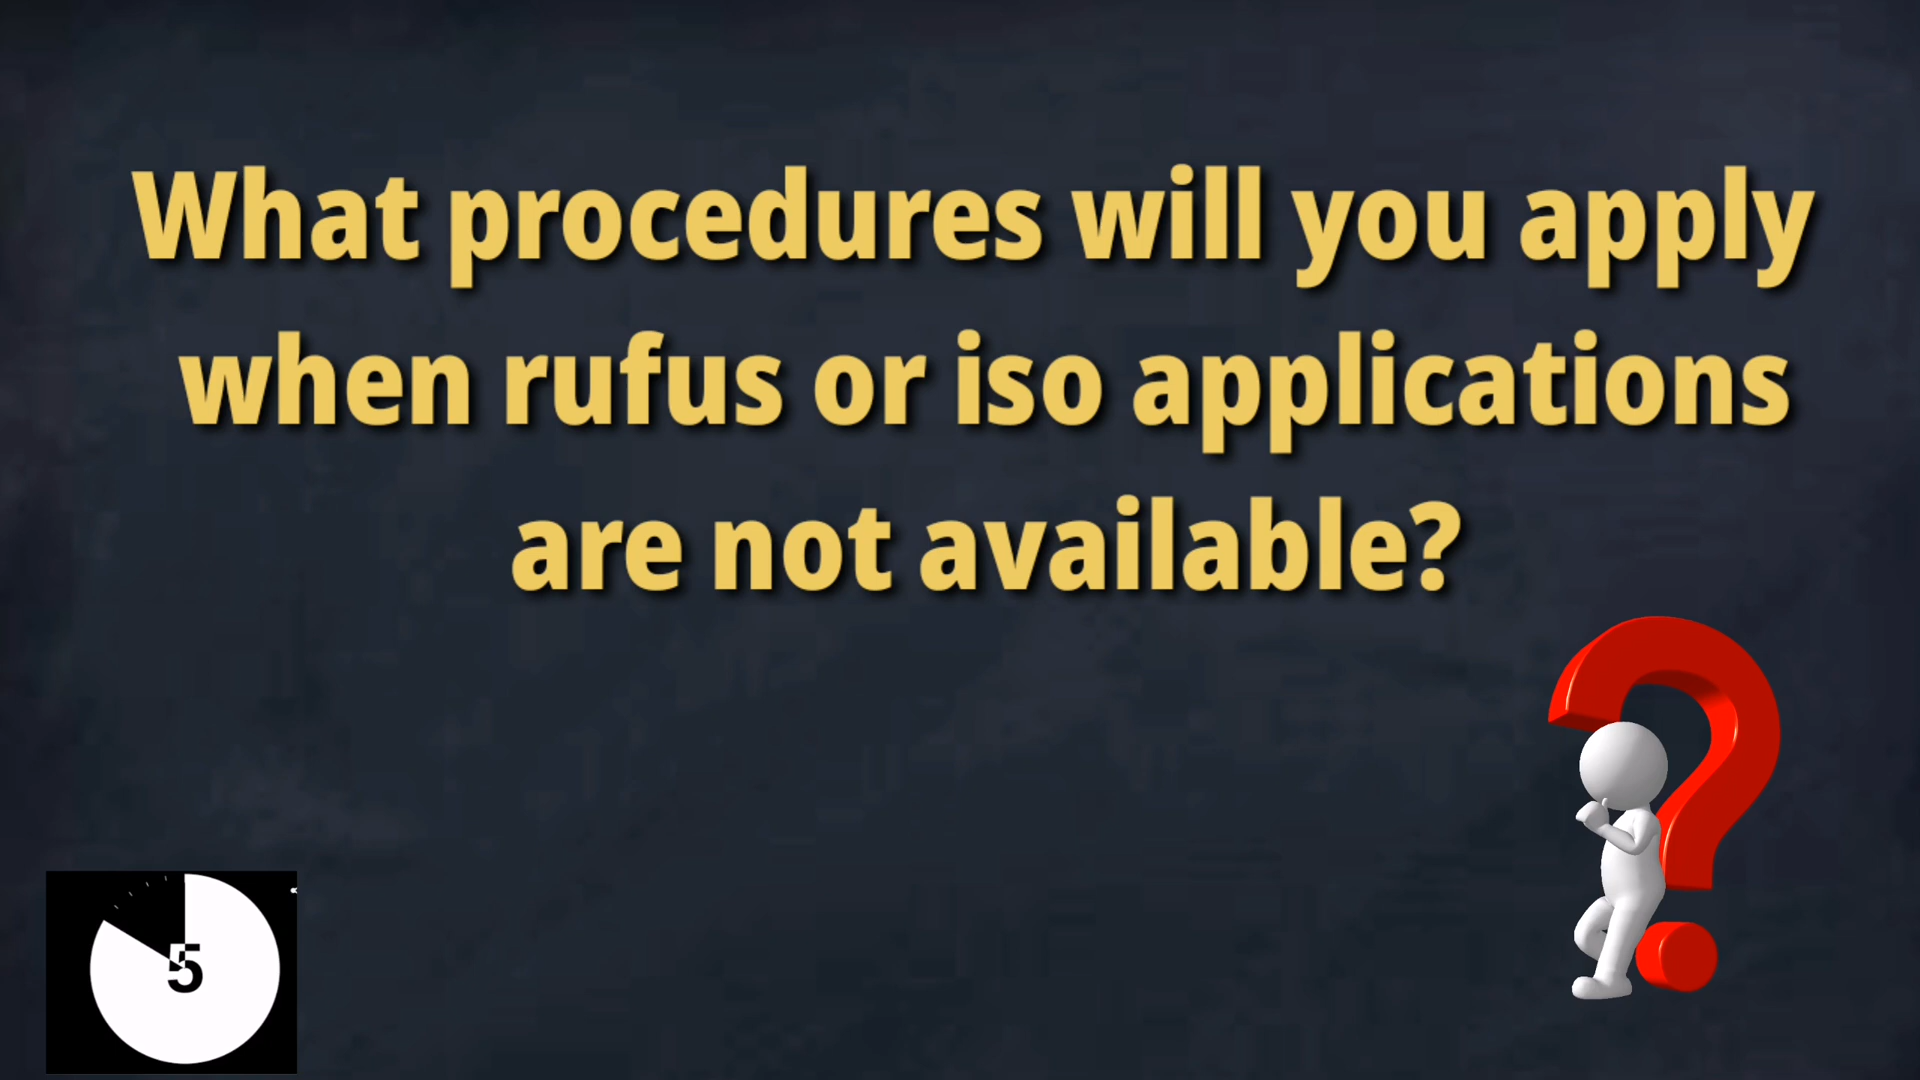 What procedures will you apply
when rufus or iso applications
are not available?
5